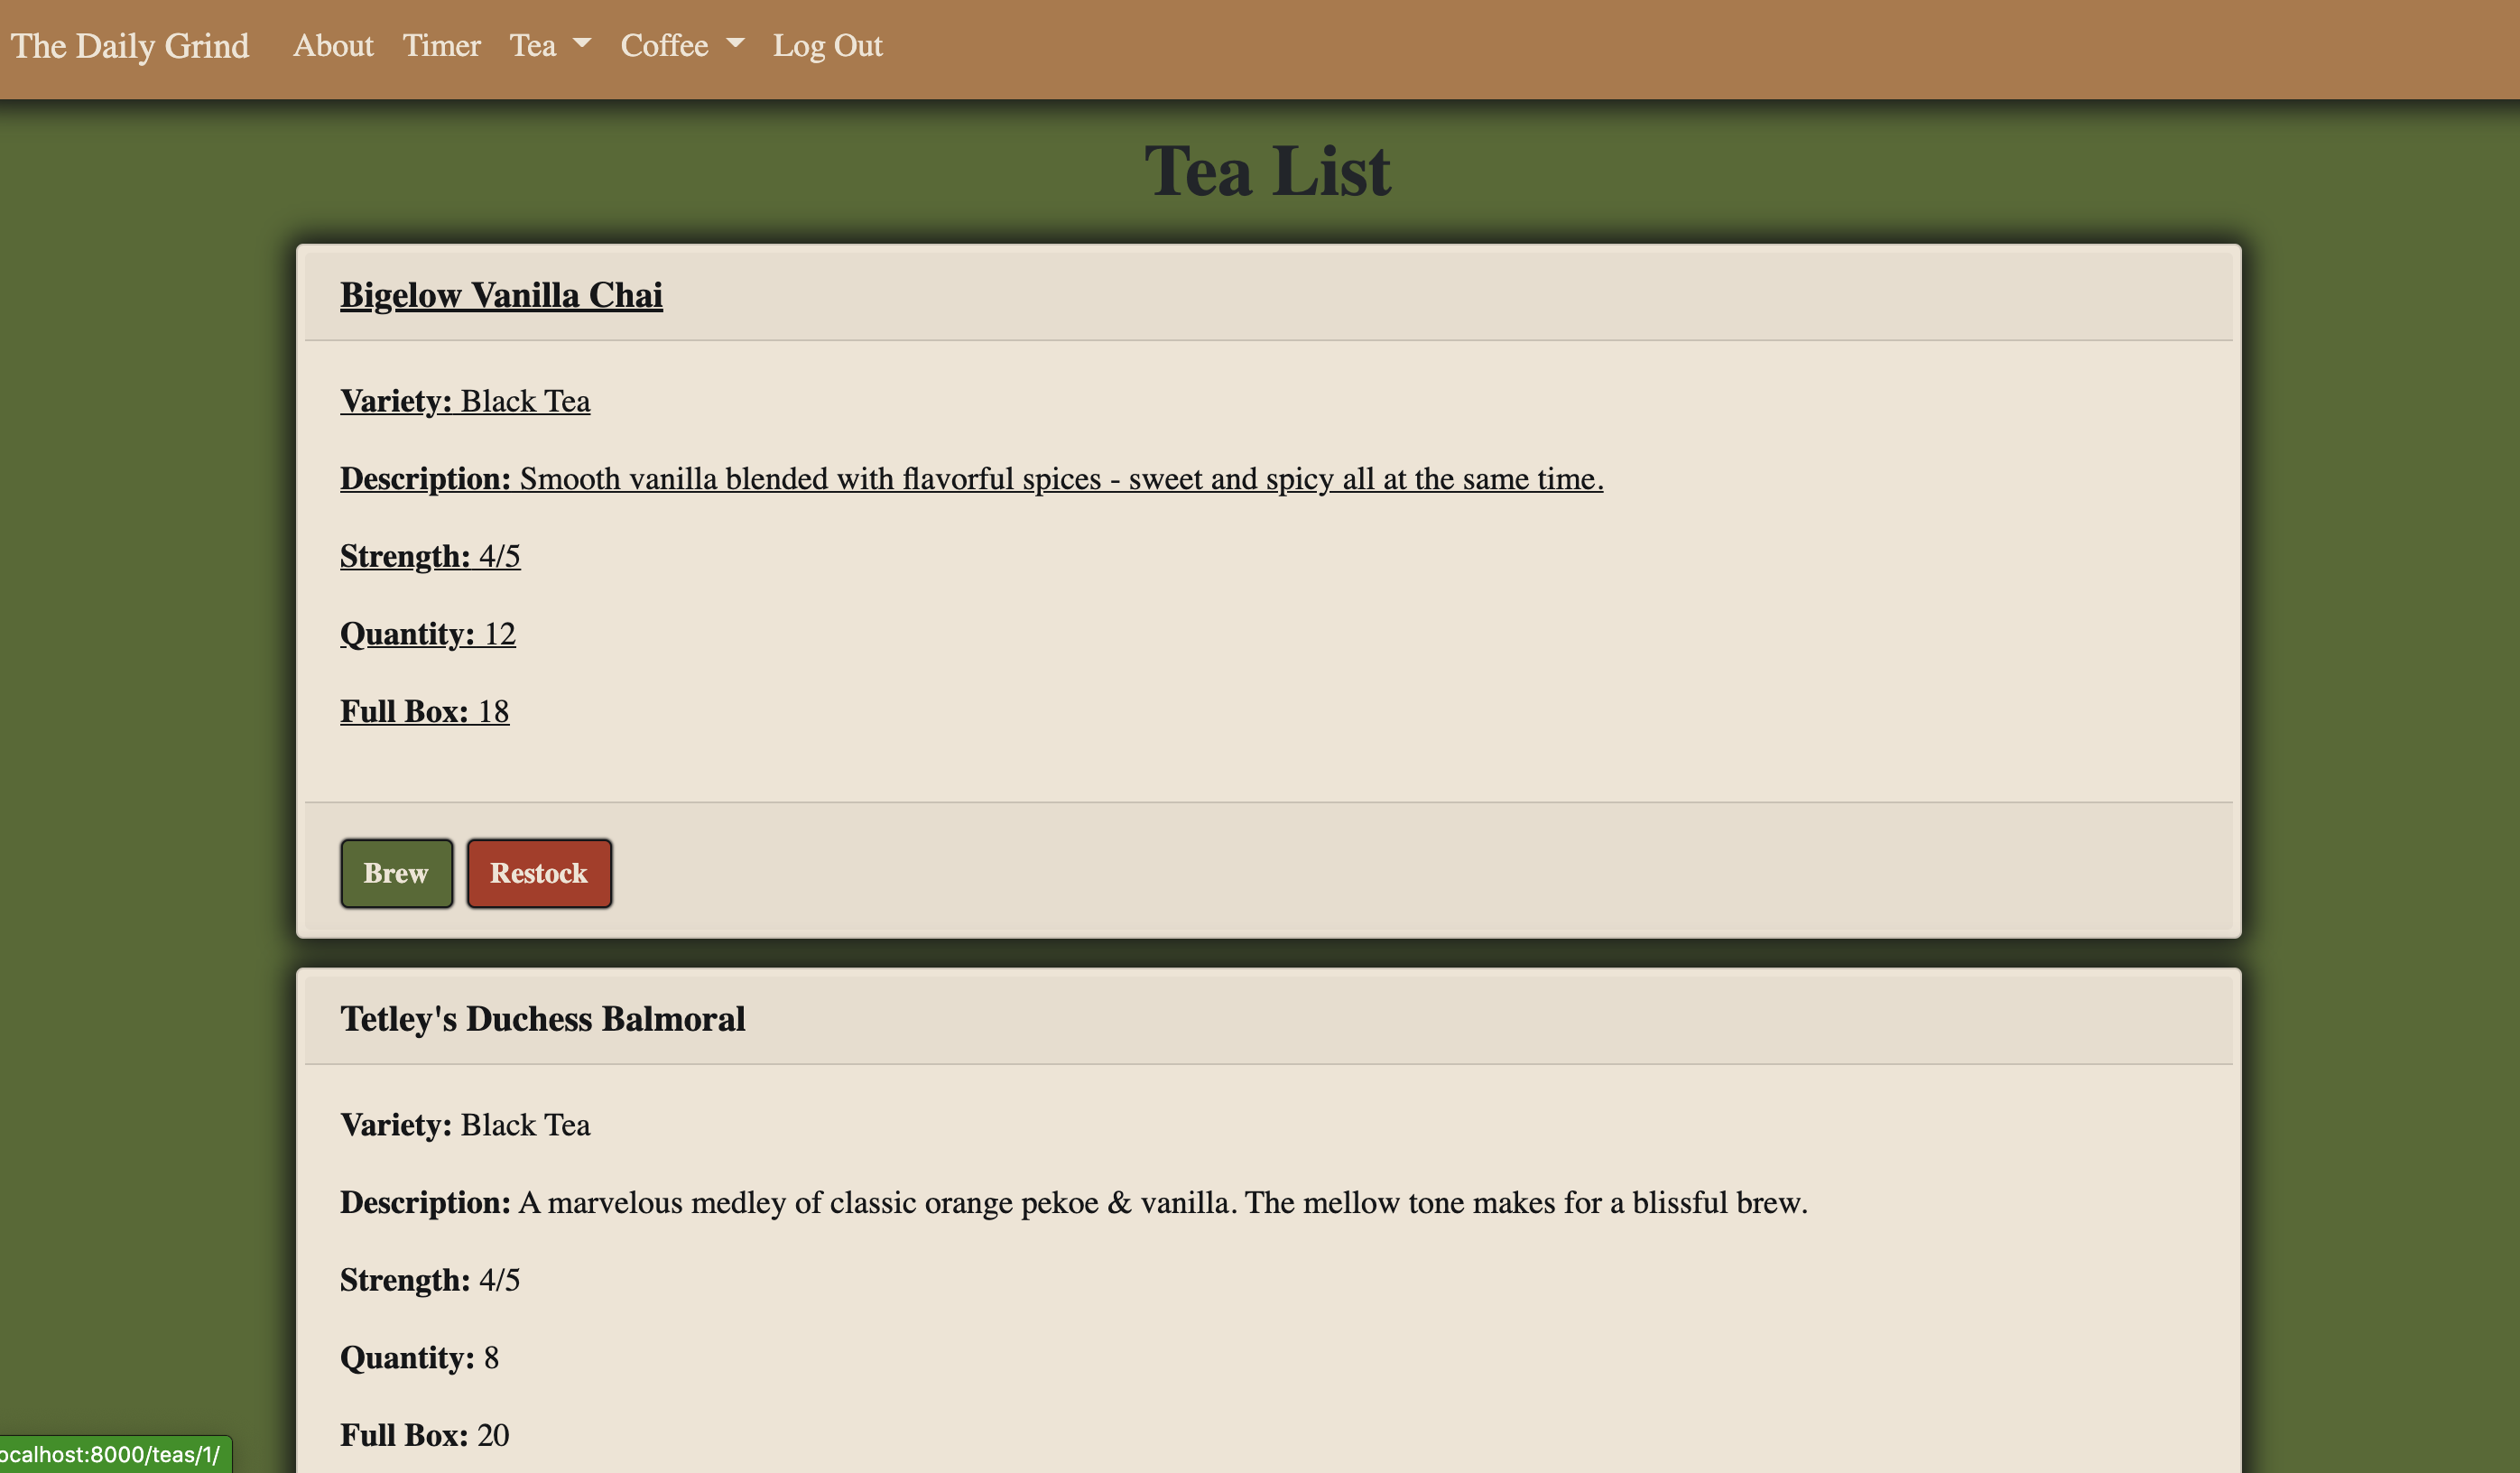 The Daily Grind About Timer Tea Coffee Log Out
Tea List
Bigelow Vanilla Chai
Variety: Black Tea
Description: Smooth vanilla blended with flavorful spices - sweet and spicy all at the same time.
Strength: 4/5
Quantity: 12
Full Box: 18
Brew Restock
Tetley's Duchess Balmoral
Variety: Black Tea
Description: A marvelous medley of classic orange pekoe & vanilla. The mellow tone makes for a blissful brew.
Strength: 4/5
Quantity: 8
Full Box: 20
ocalhost:8000/teas/1/